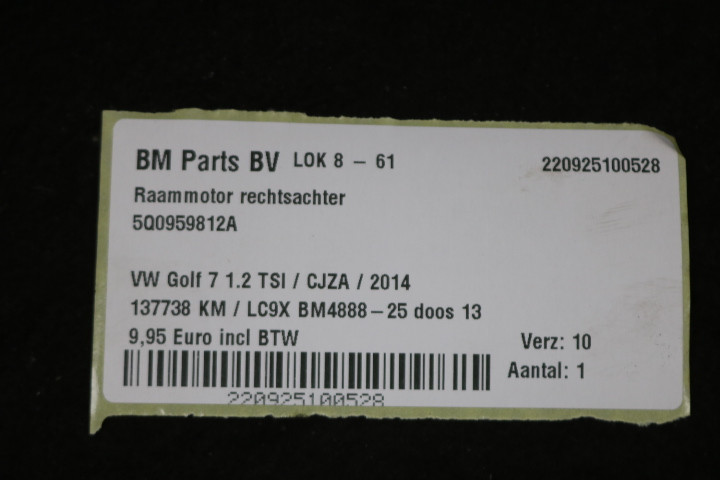 BM Parts BV LOK 8 – 61 220925100528
Raammotor rechtsachter
5Q0959812A
VW Golf 7 1.2 TSI / CJZA / 2014
137738 KM / LC9X BM4888–25 doos 13
9,95 Euro incl BTW Verz: 10
Aantal: 1
220925100528